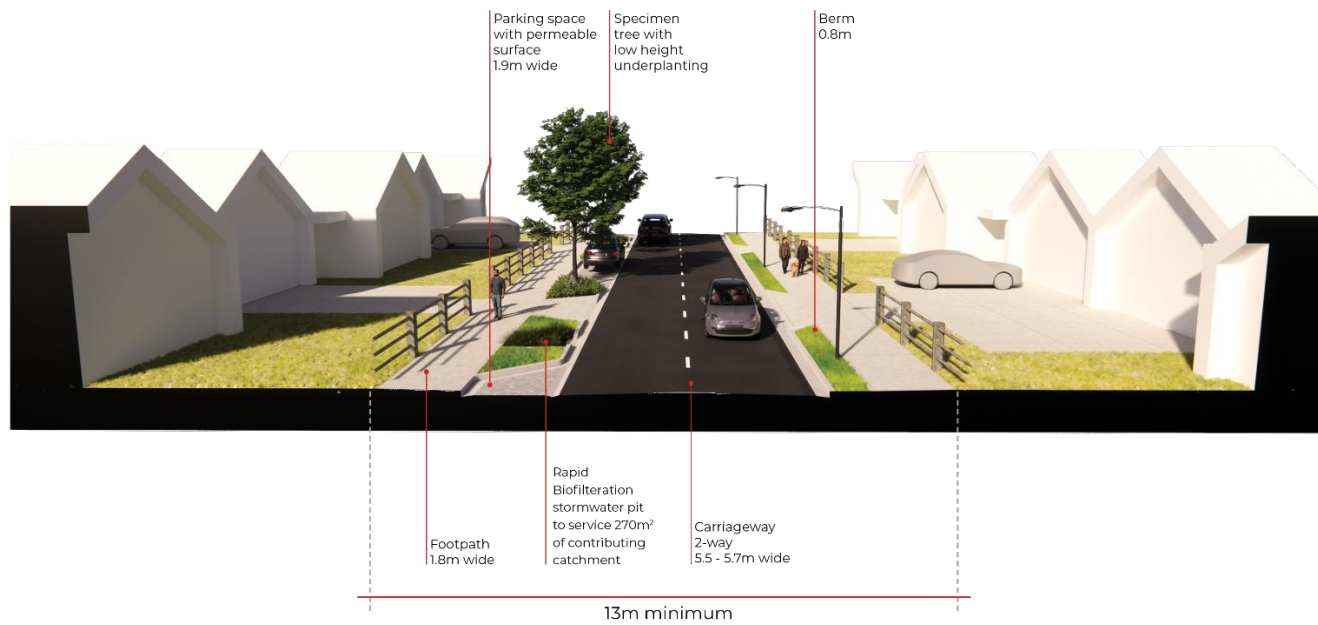 Parking space
with permeable
surface
1.9m wide
Specimen
tree with
low height
underplanting
Berm
0.8m
Footpath
1.8m wide
Rapid
Biofilteration
stormwater pit
to service 270m²
of contributing
catchment
Carriageway
2-way
5.5 - 5.7m wide
13m minimum